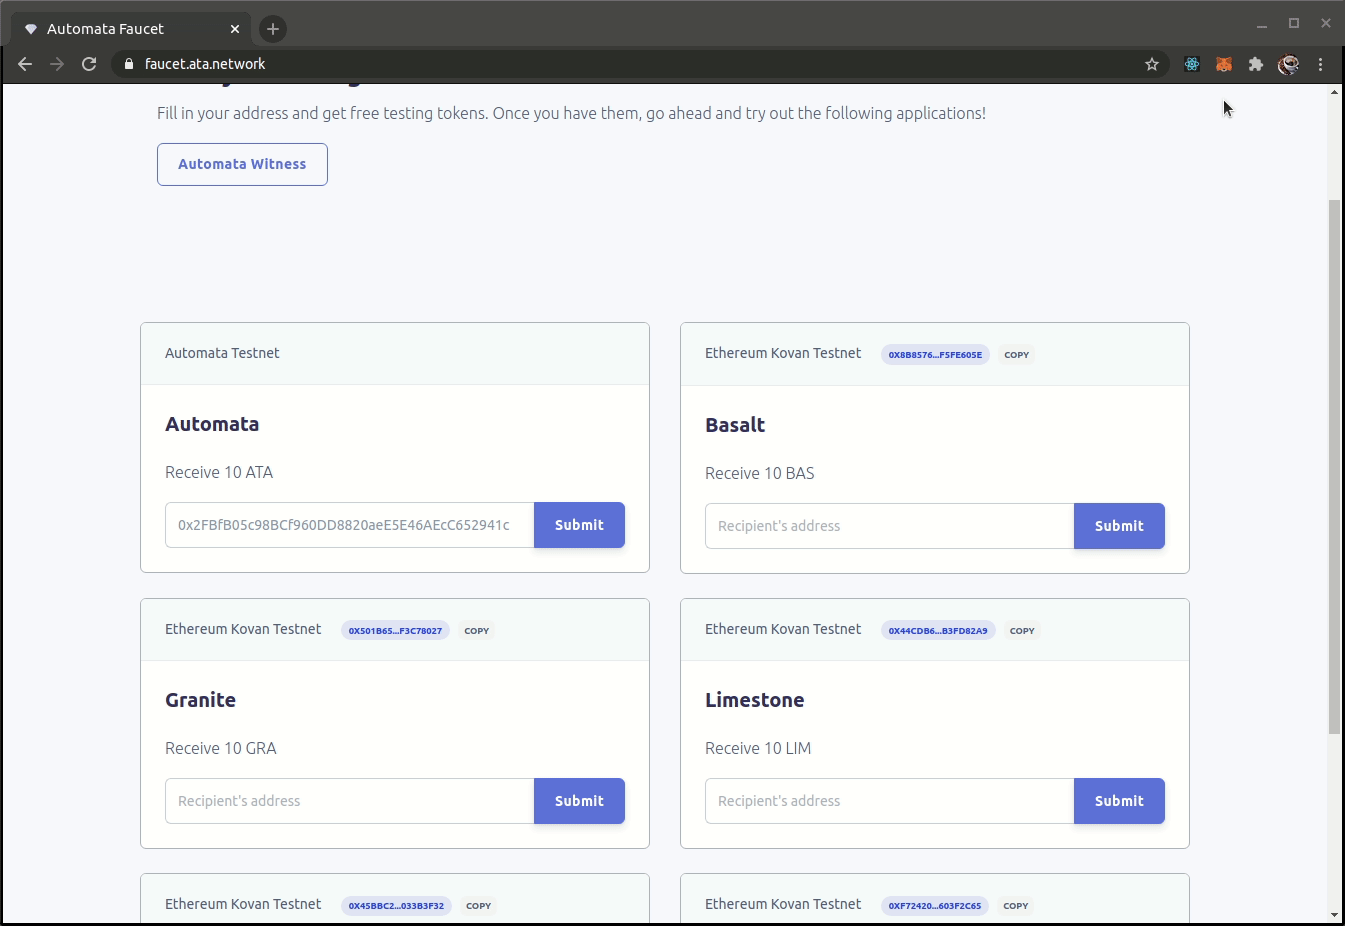 Automata Faucet
faucet.ata.network
Fill in your address and get free testing tokens. Once you have them, go ahead and try out the following applications!
Automata Witness
Automata Testnet
Automata
Receive 10 ATA
0x2FBfB05c98BCf960DD8820aeE5E46AEcC652941c
Submit
Ethereum Kovan Testnet 0X8B8576...F5FE605E COPY
Basalt
Receive 10 BAS
Recipient's address
Submit
Ethereum Kovan Testnet 0X501B65...F3C78027 COPY
Granite
Receive 10 GRA
Recipient's address
Submit
Ethereum Kovan Testnet 0X44CDB6...B3FD82A9 COPY
Limestone
Receive 10 LIM
Recipient's address
Submit
Ethereum Kovan Testnet 0X45BBC2...033B3F32 COPY
Ethereum Kovan Testnet 0XF72420...603F2C65 COPY